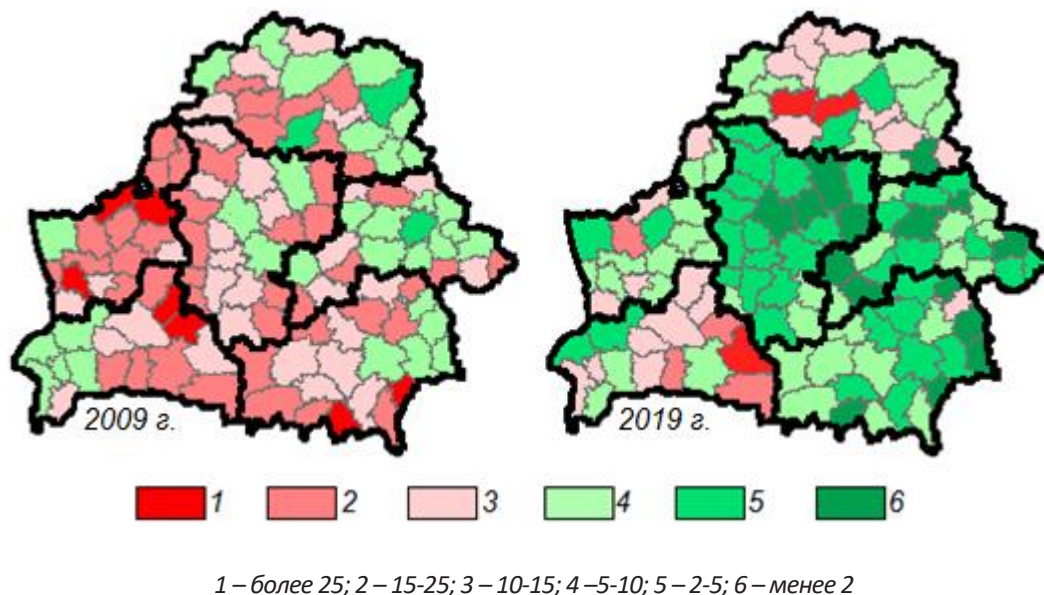 2009 г. 2019 г.
1 2 3 4 5 6
1 – более 25; 2 – 15-25; 3 – 10-15; 4 –5-10; 5 – 2-5; 6 – менее 2